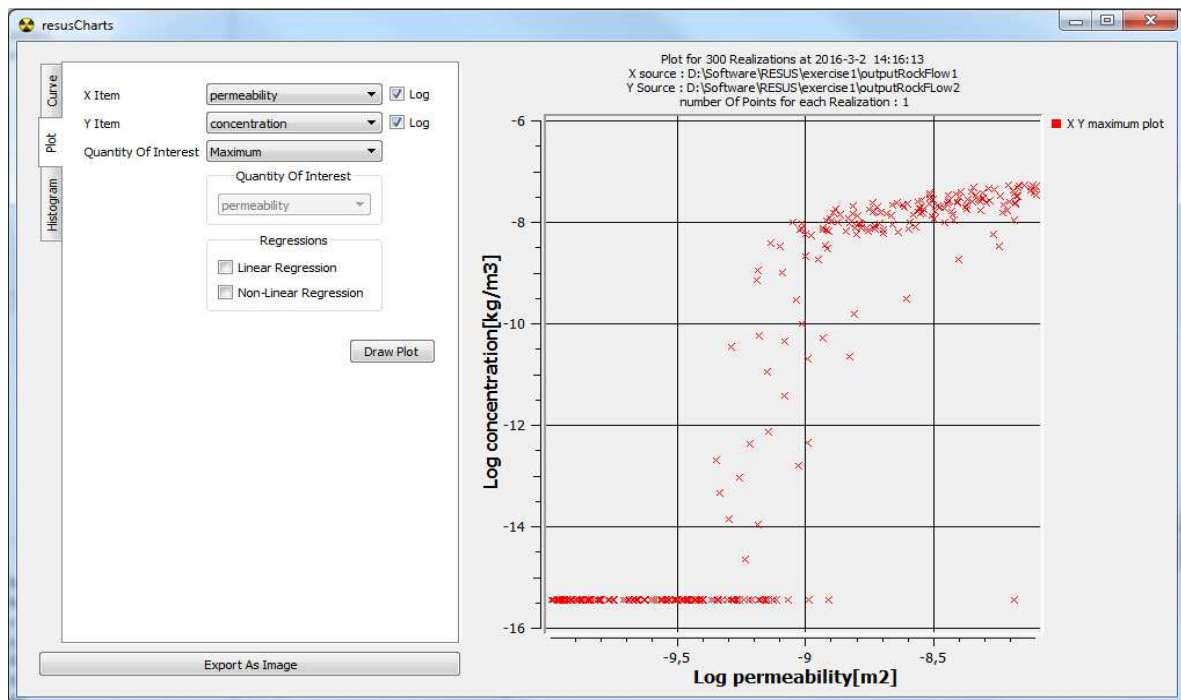 resusCharts
Curve
Plot
Histogram
X Item permeability Log
Y Item concentration Log
Quantity Of Interest Maximum
Quantity Of Interest
permeability
Regressions
Linear Regression
Non-Linear Regression
Draw Plot
Export As Image
Plot for 300 Realizations at 2016-3-2 14:16:13
X source : D:\Software\RESUS\exercise1\outputRockFlow1
Y Source : D:\Software\RESUS\exercise1\outputRockFLow2
number Of Points for each Realization : 1
X Y maximum plot
Log concentration[kg/m3]
-6
-8
-10
-12
-14
-16
-9,5 -9 -8,5
Log permeability[m2]